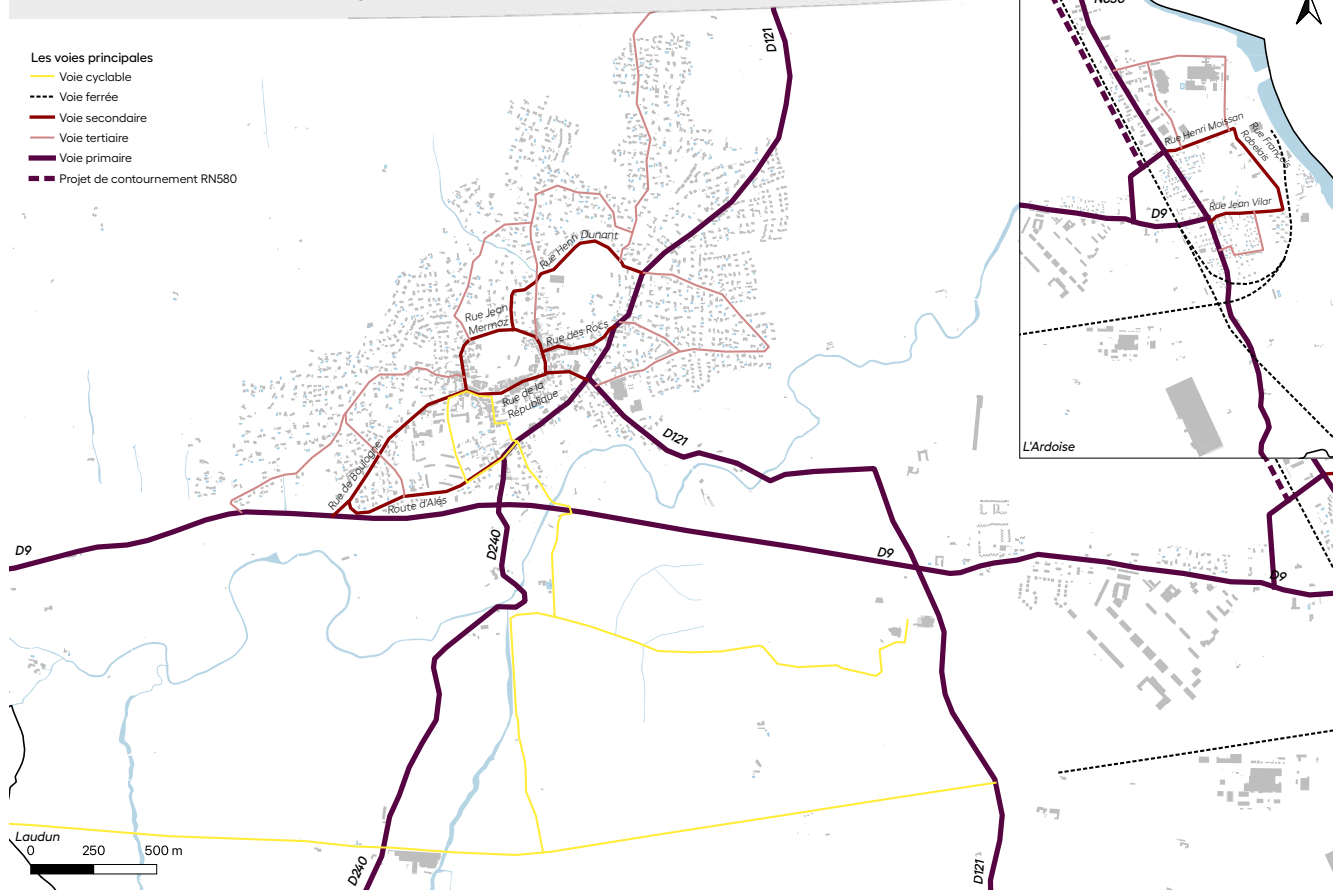 Les voies principales
Voie cyclable
Voie ferrée
Voie secondaire
Voie tertiaire
Voie primaire
Projet de contournement RN580
D121
Rue Henri Dunant
Rue Jean
Mermoz
Rue des Rocs
Rue de la
République
D121
Rue de Boulogne
Route d'Alès
D9
D240
D9
D9
Laudun
0 250 500 m
D240
D121
Rue Henri Moissan
Rue François
Rabelais
Rue Jean Vilar
D9
L'Ardoise